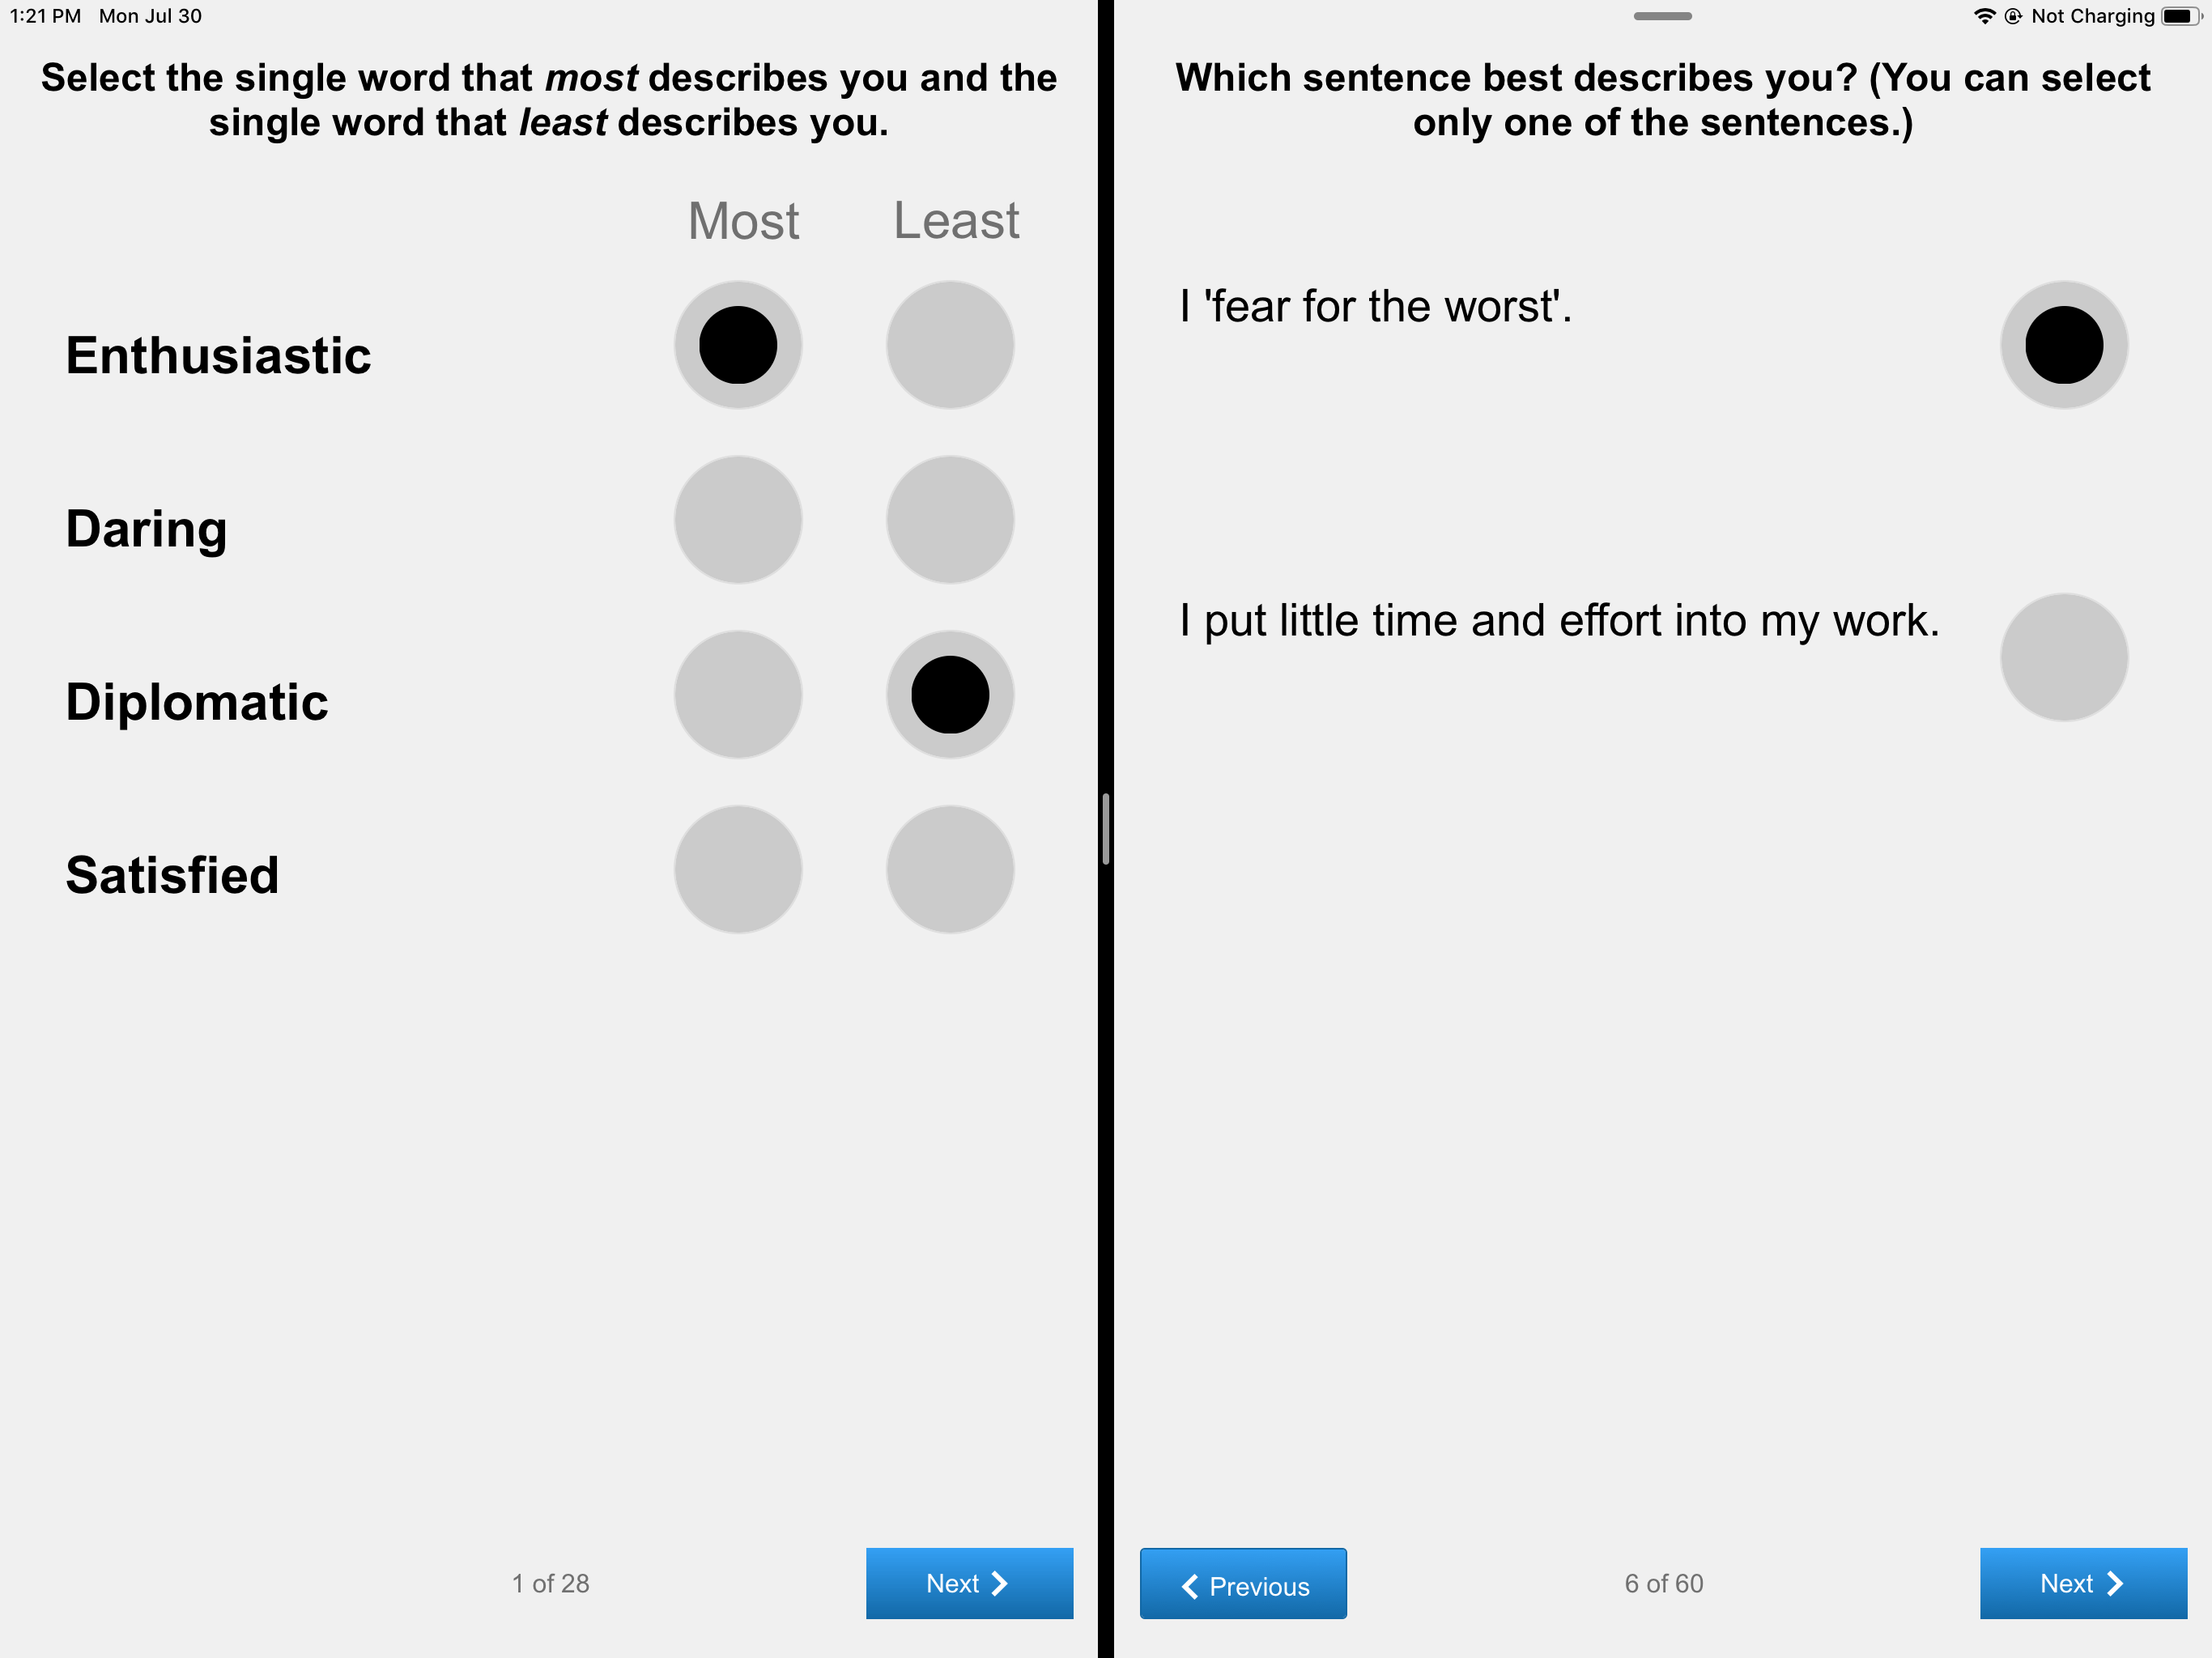 1:21 PM Mon Jul 30
Not Charging
Select the single word that most describes you and the
single word that least describes you.
Most Least
Enthusiastic
Daring
Diplomatic
Satisfied
1 of 28
Next
Which sentence best describes you? (You can select
only one of the sentences.)
I 'fear for the worst'.
I put little time and effort into my work.
Previous
6 of 60
Next